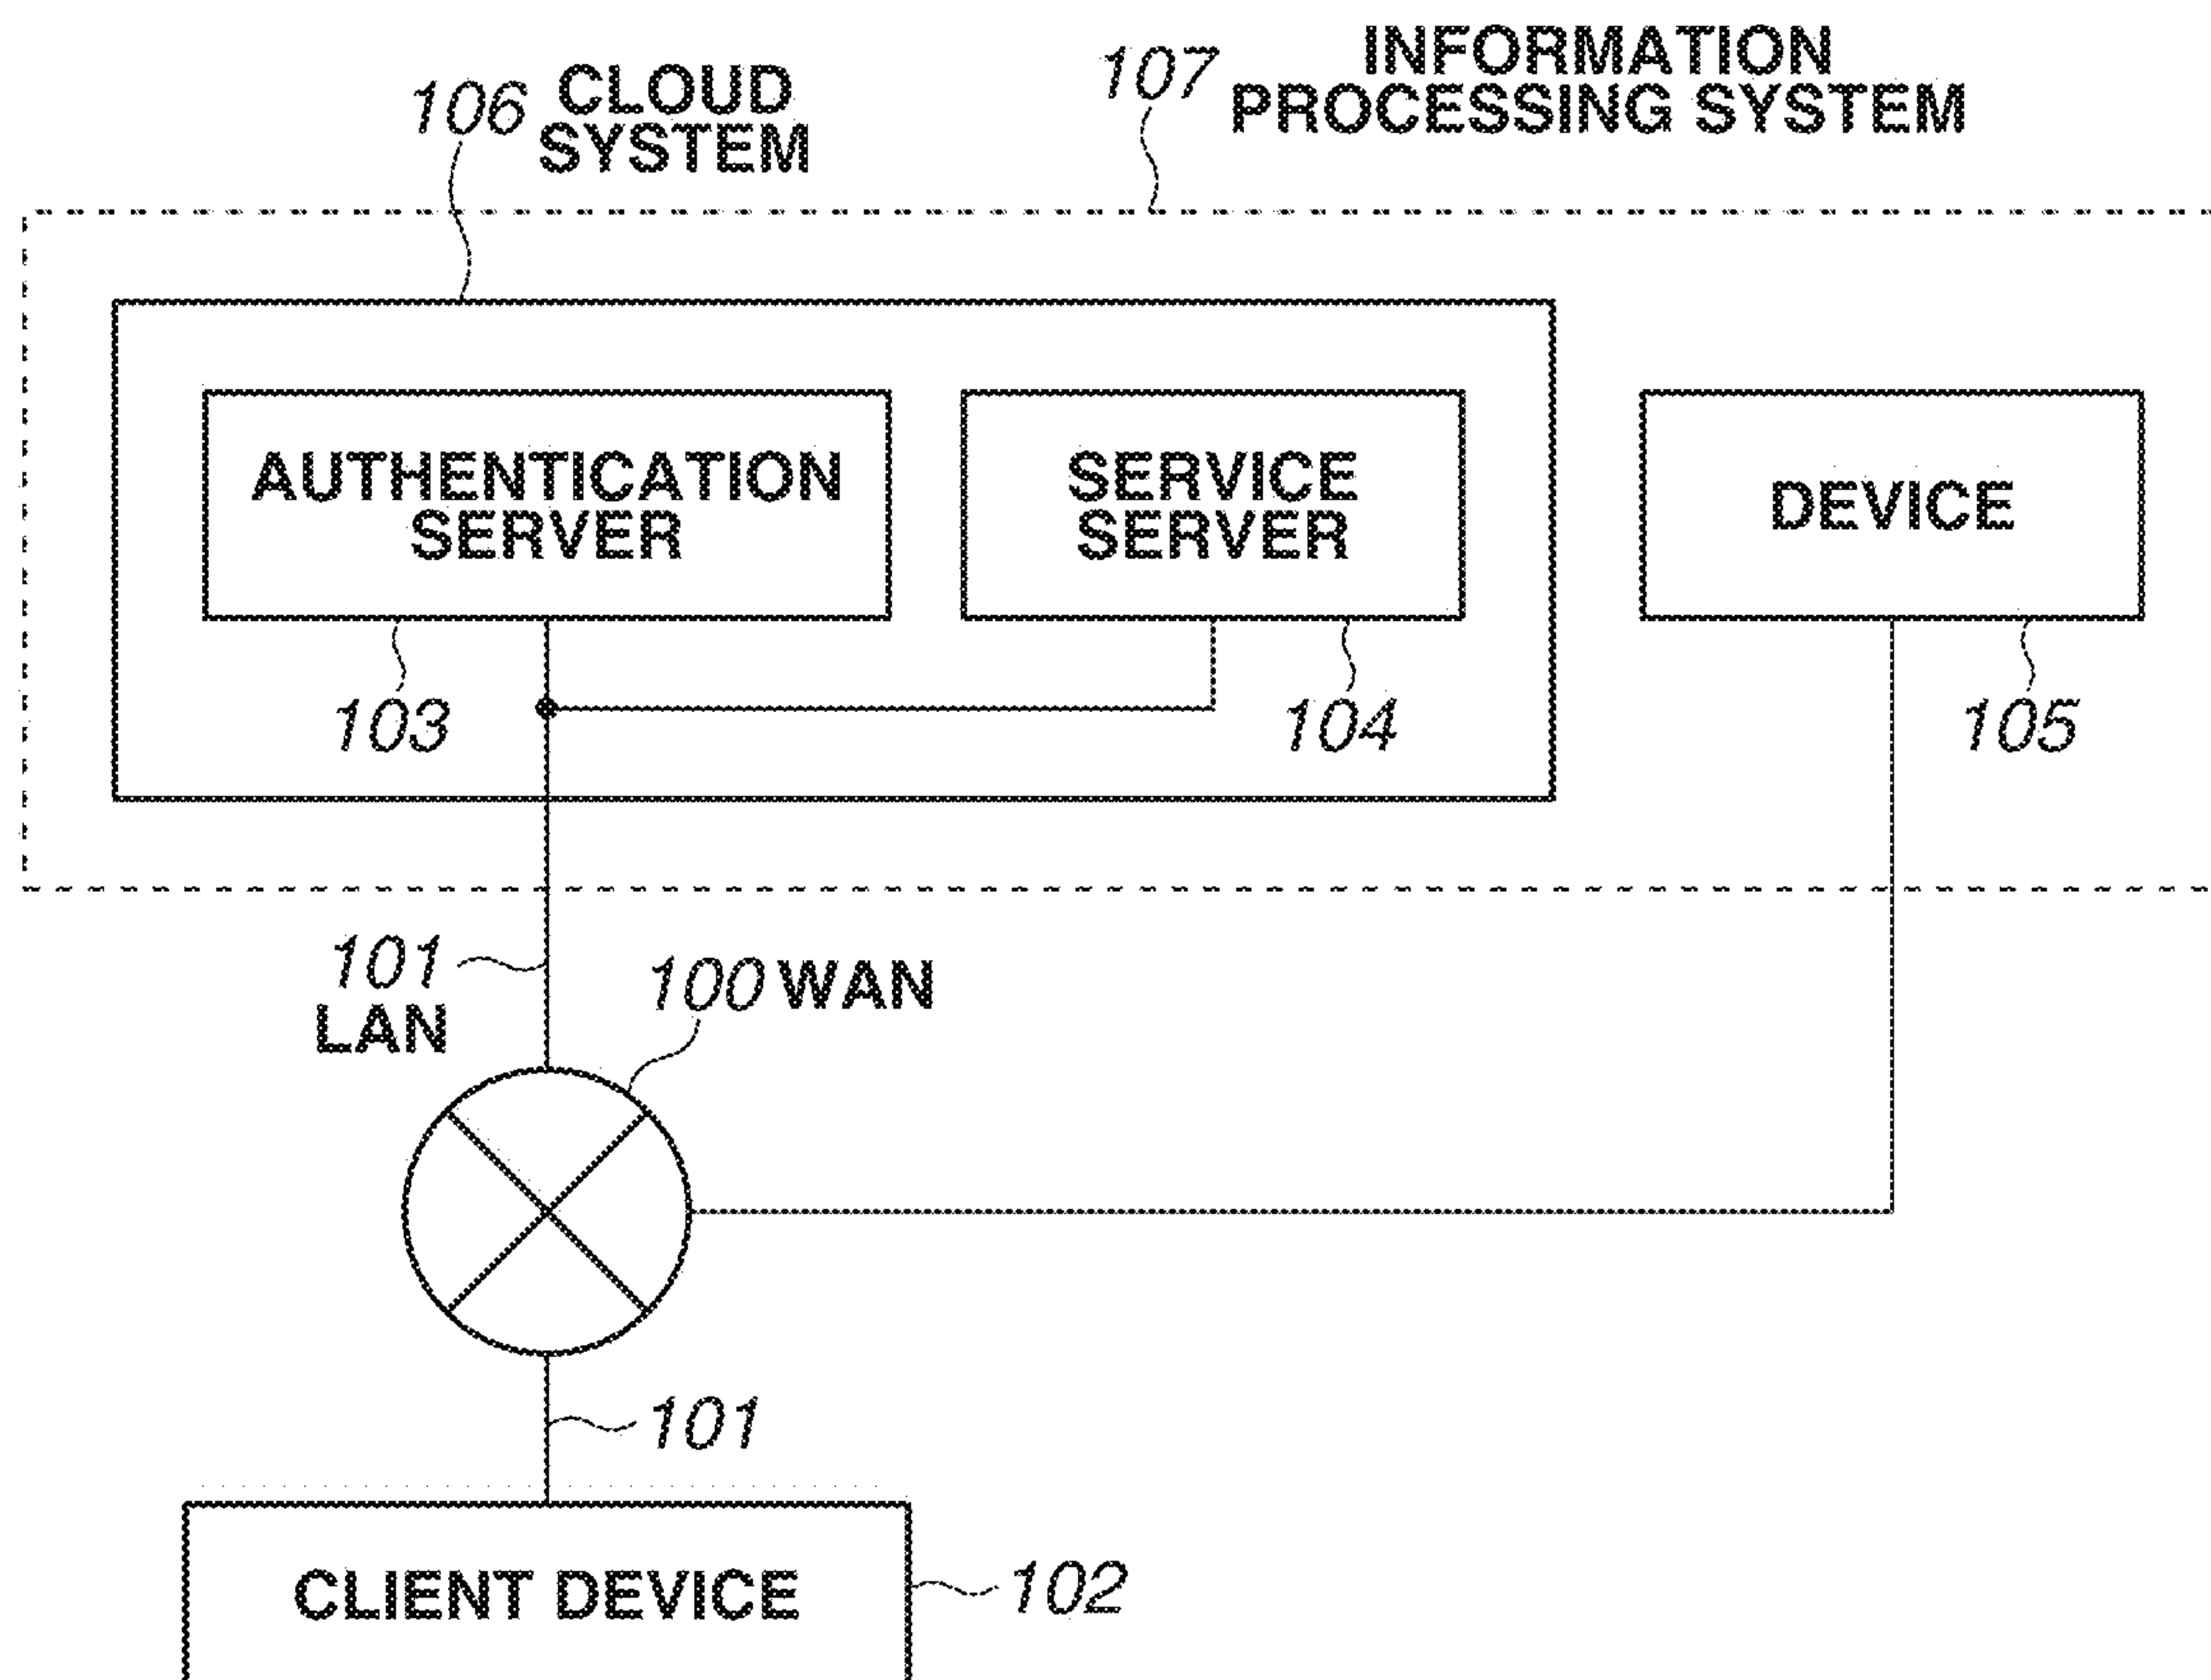 106 CLOUD
SYSTEM
107 INFORMATION
PROCESSING SYSTEM
AUTHENTICATION
SERVER
SERVICE
SERVER
DEVICE
103
104
105
101
LAN
100 WAN
101
CLIENT DEVICE
102